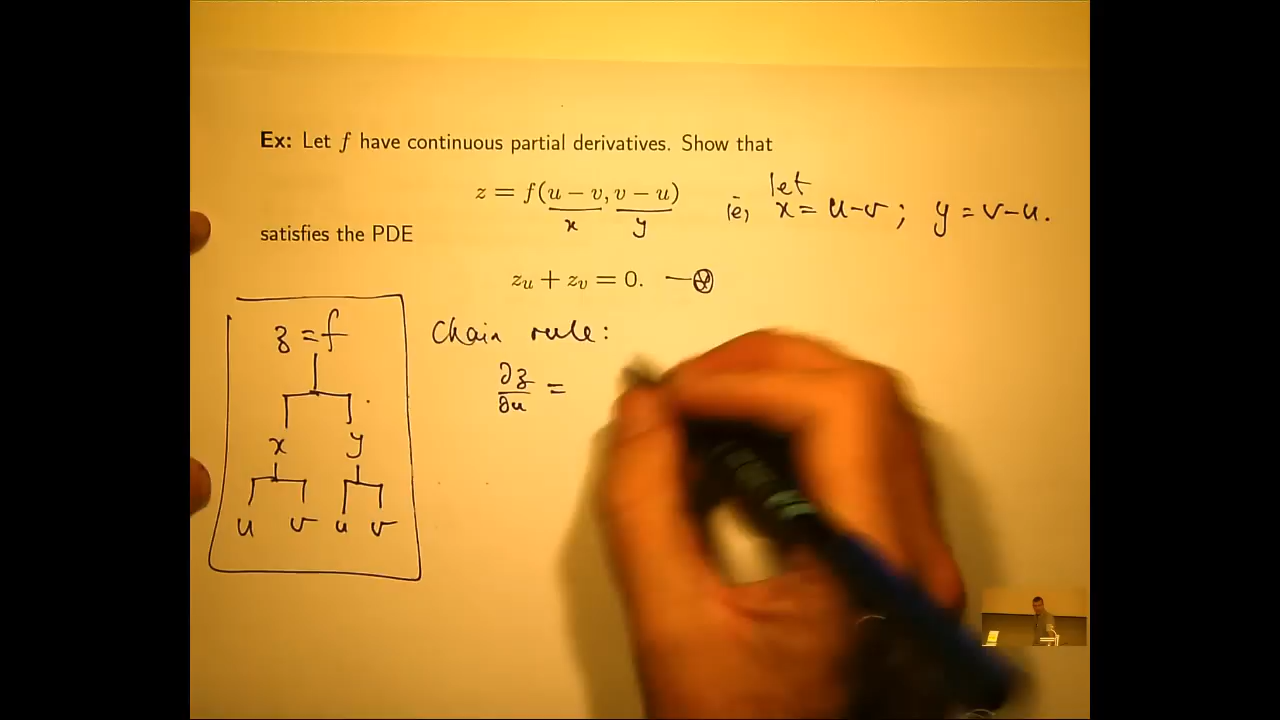 Ex: Let f have continuous partial derivatives. Show that
z = f(u − v, v − u)
x y
ie, let x = u-v ; y = v-u.
satisfies the PDE
z_u + z_v = 0. —⊛
z = f
x y
u v u v
Chain rule:
∂z/∂u =